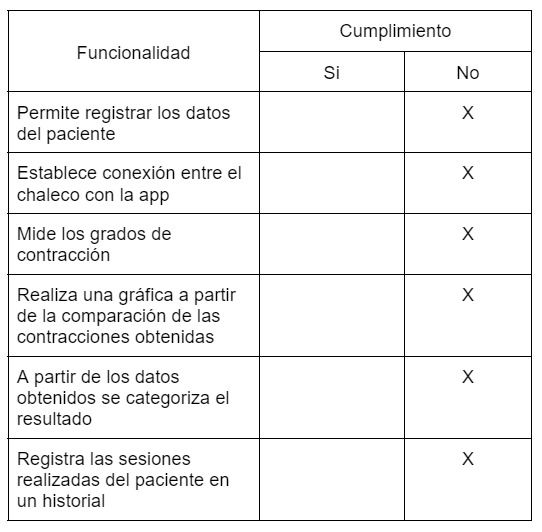 Funcionalidad
Cumplimiento
Si
No
Permite registrar los datos
del paciente
X
Establece conexión entre el
chaleco con la app
X
Mide los grados de
contracción
X
Realiza una gráfica a partir
de la comparación de las
contracciones obtenidas
X
A partir de los datos
obtenidos se categoriza el
resultado
X
Registra las sesiones
realizadas del paciente en
un historial
X